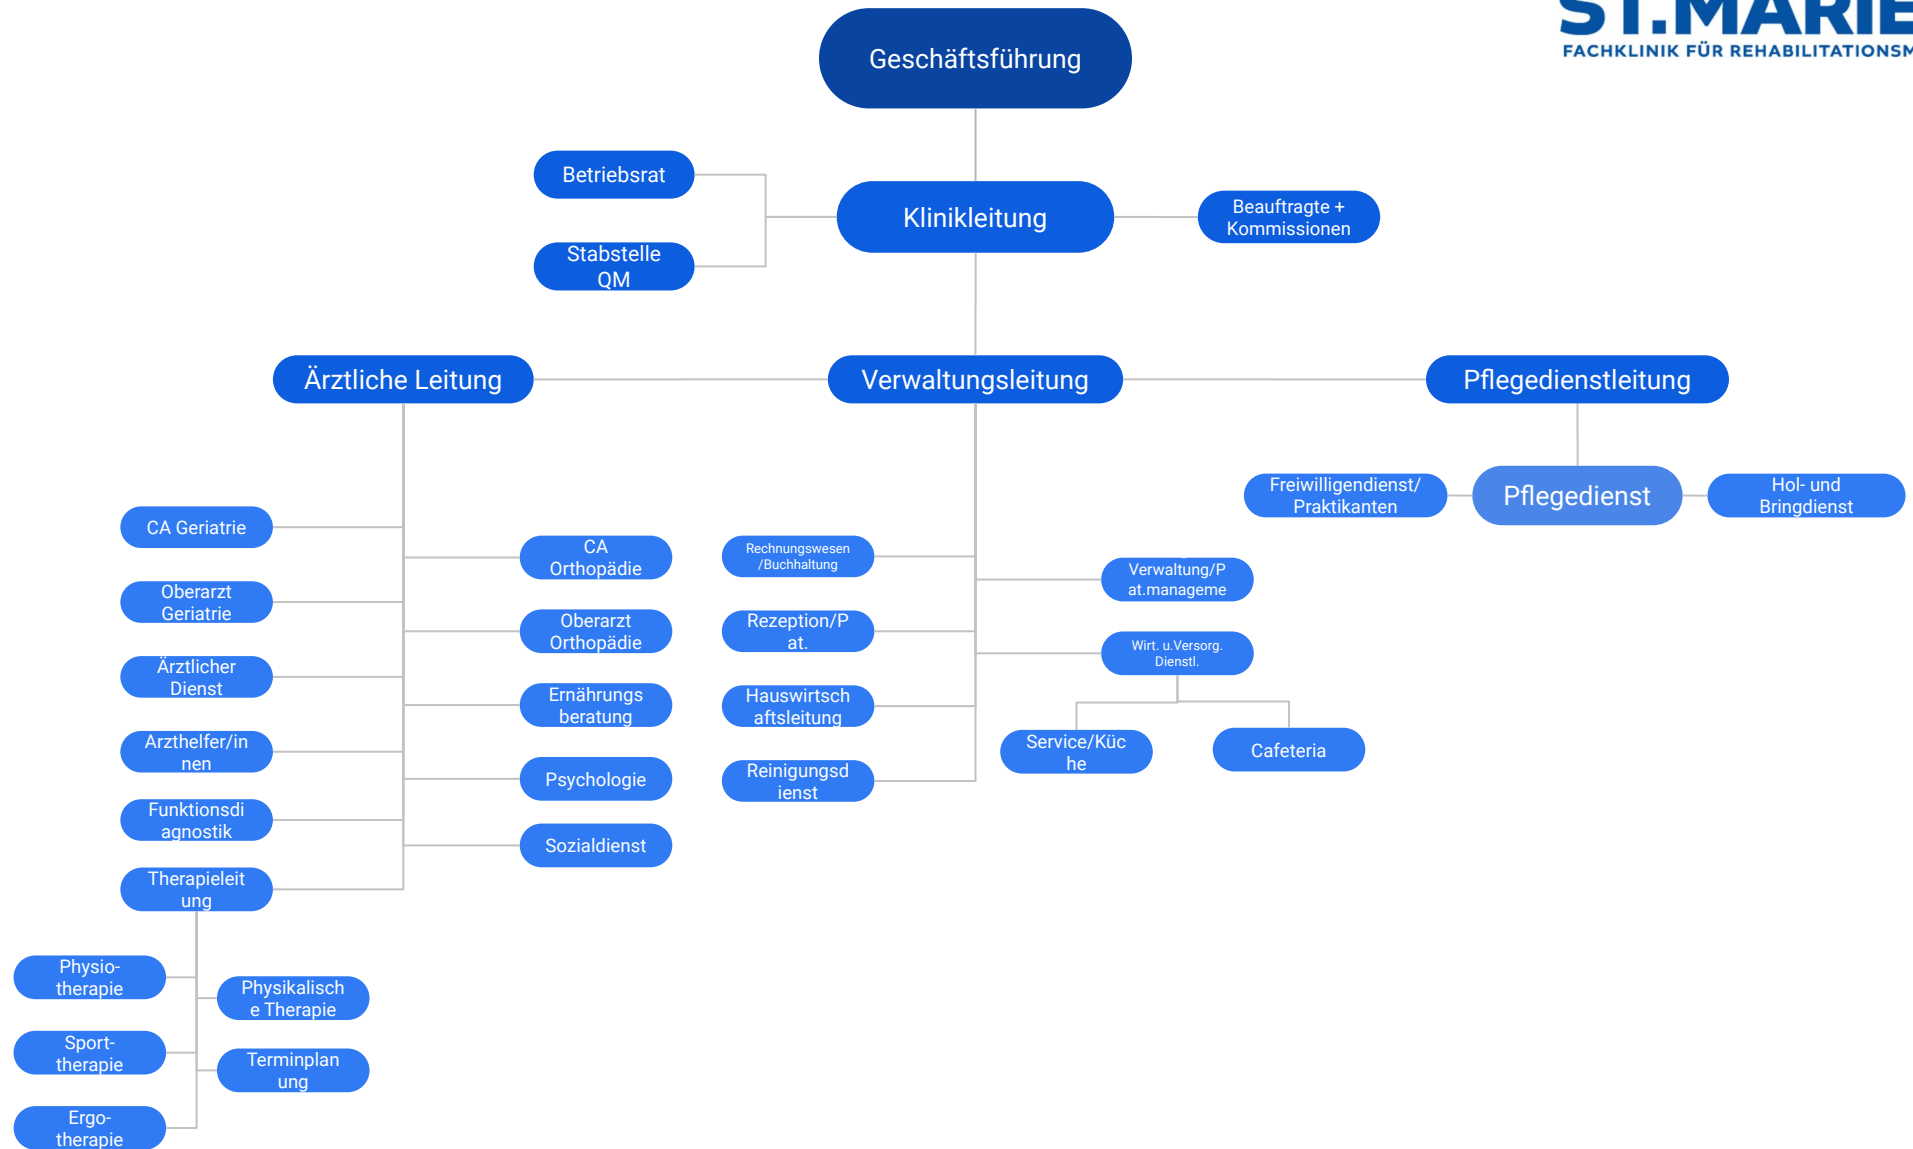 ST.MARIE
FACHKLINIK FÜR REHABILITATIONSM
Geschäftsführung
Betriebsrat
Klinikleitung
Beauftragte +
Kommissionen
Stabstelle
QM
Ärztliche Leitung
Verwaltungsleitung
Pflegedienstleitung
Freiwilligendienst/
Praktikanten
Pflegedienst
Hol- und
Bringdienst
CA Geriatrie
Oberarzt
Geriatrie
Ärztlicher
Dienst
Arzthelfer/in
nen
Funktionsdi
agnostik
Therapieleit
ung
CA
Orthopädie
Oberarzt
Orthopädie
Ernährungs
beratung
Psychologie
Sozialdienst
Rechnungswesen
/Buchhaltung
Rezeption/P
at.
Hauswirtsch
aftsleitung
Reinigungsd
ienst
Verwaltung/P
at.manageme
Wirt. u.Versorg.
Dienstl.
Service/Küc
he
Cafeteria
Physio-
therapie
Sport-
therapie
Ergo-
therapie
Physikalisch
e Therapie
Terminplan
ung